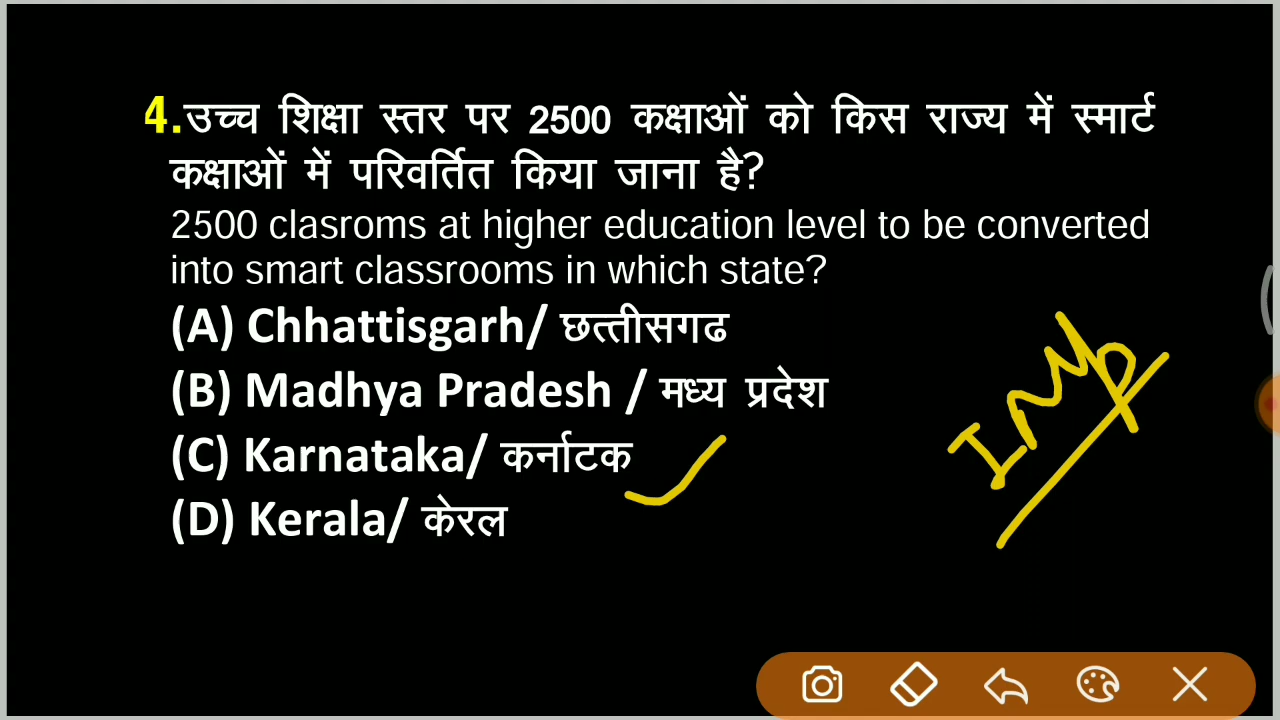 4.उच्च शिक्षा स्तर पर 2500 कक्षाओं को किस राज्य में स्मार्ट
कक्षाओं में परिवर्तित किया जाना है?
2500 clasroms at higher education level to be converted
into smart classrooms in which state?
(A) Chhattisgarh/ छत्तीसगढ
(B) Madhya Pradesh / मध्य प्रदेश
(C) Karnataka/ कर्नाटक
(D) Kerala/ केरल
IMP